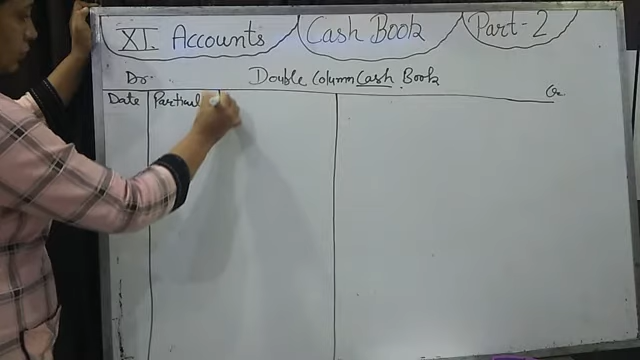 XI. Accounts Cash Book Part-2
Dr. Double Column Cash Book Cr.
Date Particul